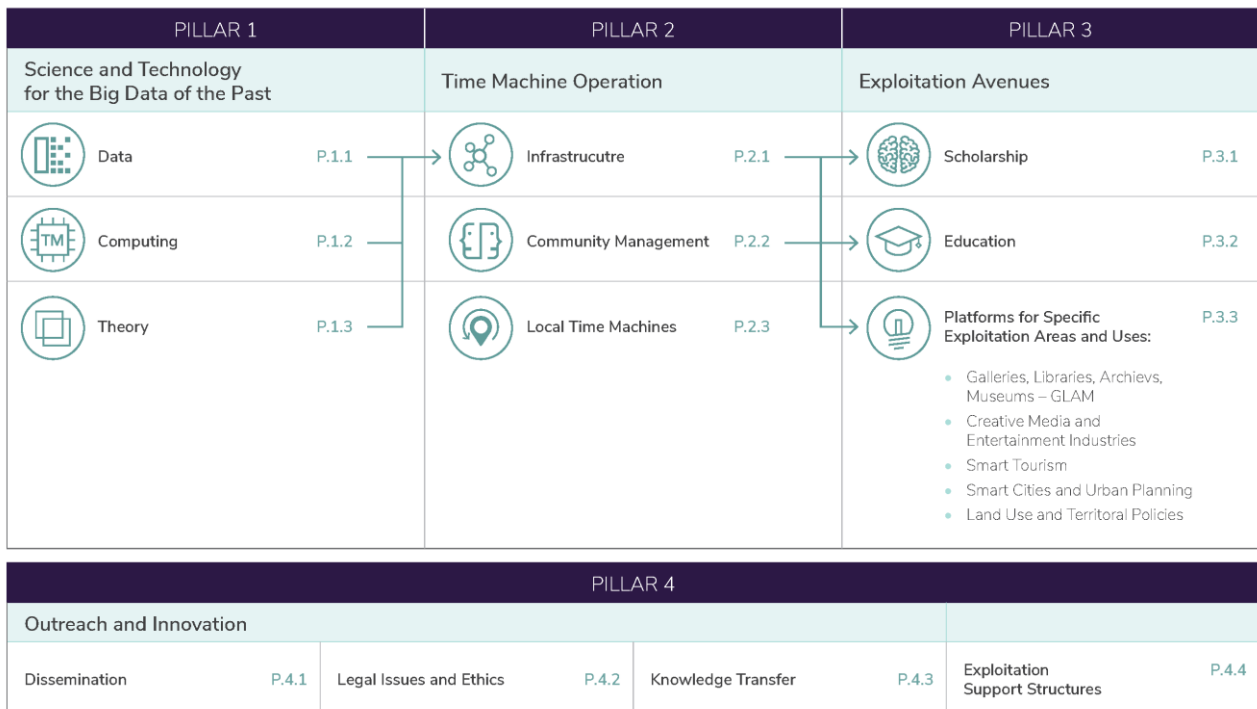 PILLAR 1
Science and Technology
for the Big Data of the Past
Data P.1.1
TM
Computing P.1.2
Theory P.1.3
PILLAR 2
Time Machine Operation
Infrastrucutre P.2.1
Community Management P.2.2
Local Time Machines P.2.3
PILLAR 3
Exploitation Avenues
Scholarship P.3.1
Education P.3.2
Platforms for Specific P.3.3
Exploitation Areas and Uses:
Galleries, Libraries, Archievs,
Museums – GLAM
Creative Media and
Entertainment Industries
Smart Tourism
Smart Cities and Urban Planning
Land Use and Territoral Policies
PILLAR 4
Outreach and Innovation
Dissemination P.4.1
Legal Issues and Ethics P.4.2
Knowledge Transfer P.4.3
Exploitation P.4.4
Support Structures